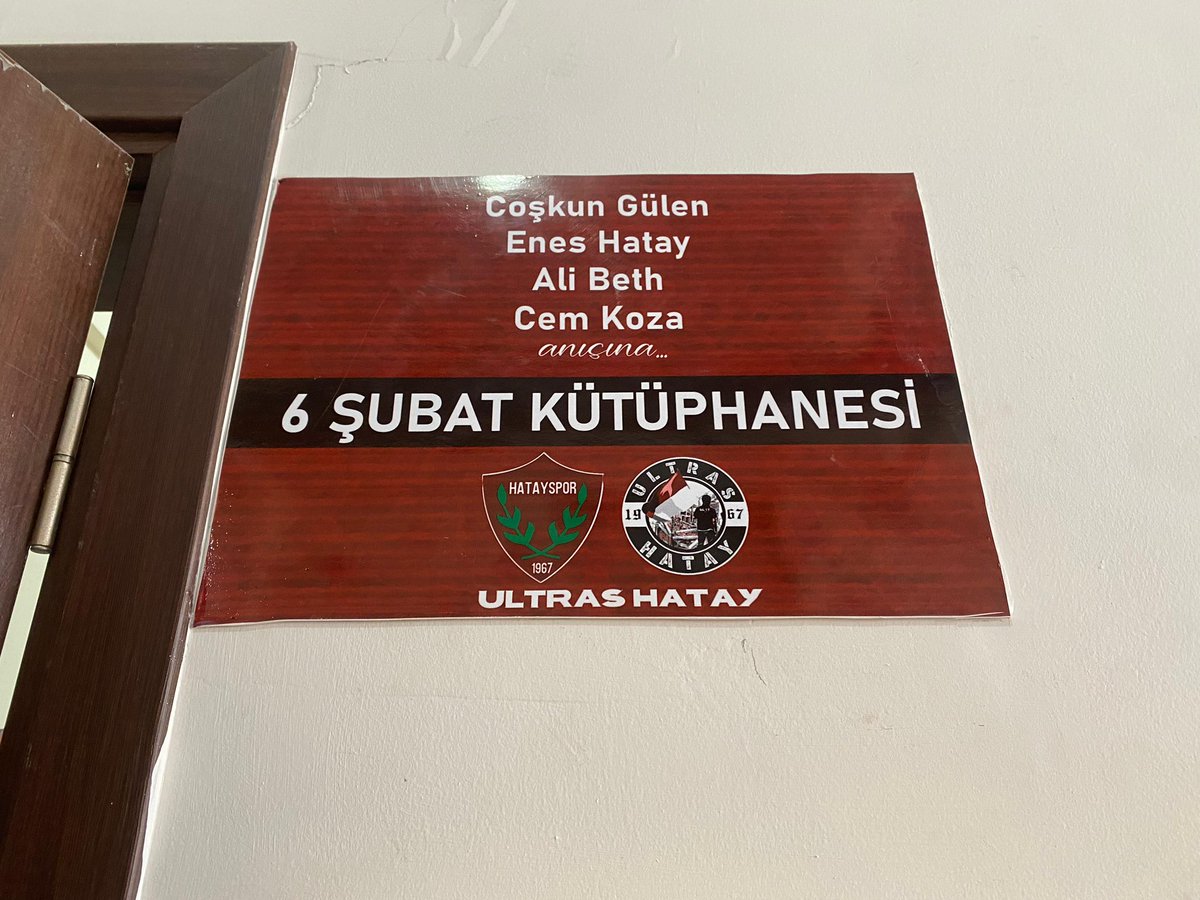 Coşkun Gülen
Enes Hatay
Ali Beth
Cem Koza
anışına...
6 ŞUBAT KÜTÜPHANESİ
HATAYSPOR
1967
ULTRAS
19 67
HATAY
ULTRAS HATAY